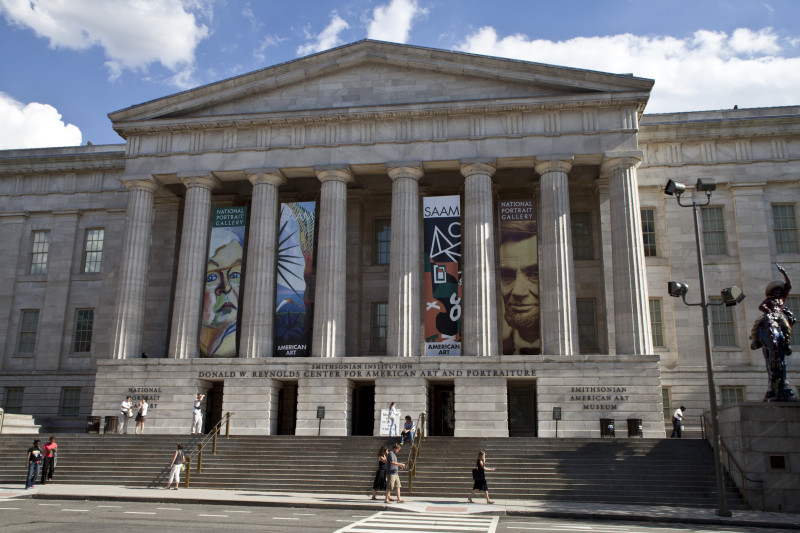 NATIONAL
PORTRAIT
GALLERY
AMERICAN
ART
SAAM
AMERICAN
ART
NATIONAL
PORTRAIT
GALLERY
SMITHSONIAN INSTITUTION
DONALD W. REYNOLDS CENTER FOR AMERICAN ART AND PORTRAITURE
NATIONAL
PORTRAIT
GALLERY
SMITHSONIAN
AMERICAN ART
MUSEUM